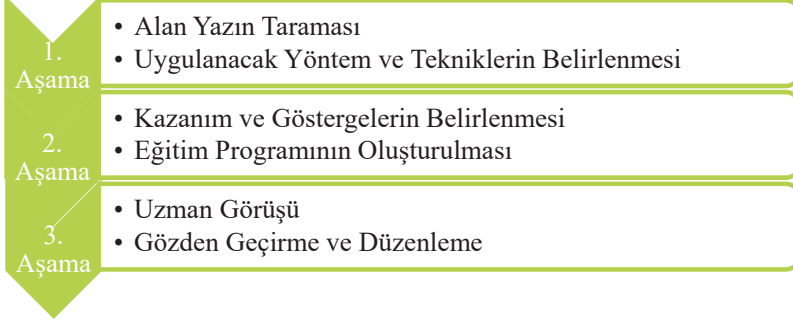 1.
Aşama
• Alan Yazın Taraması
• Uygulanacak Yöntem ve Tekniklerin Belirlenmesi
2.
Aşama
• Kazanım ve Göstergelerin Belirlenmesi
• Eğitim Programının Oluşturulması
3.
Aşama
• Uzman Görüşü
• Gözden Geçirme ve Düzenleme